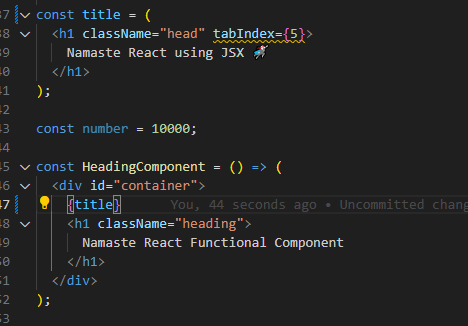 37 const title = (
38 <h1 className="head" tabIndex={5}>
39 Namaste React using JSX 🚀
40 </h1>
41 );
42
43 const number = 10000;
44
45 const HeadingComponent = () => (
46 <div id="container">
47 {title} You, 44 seconds ago • Uncommitted chang
48 <h1 className="heading">
49 Namaste React Functional Component
50 </h1>
51 </div>
52 );
53